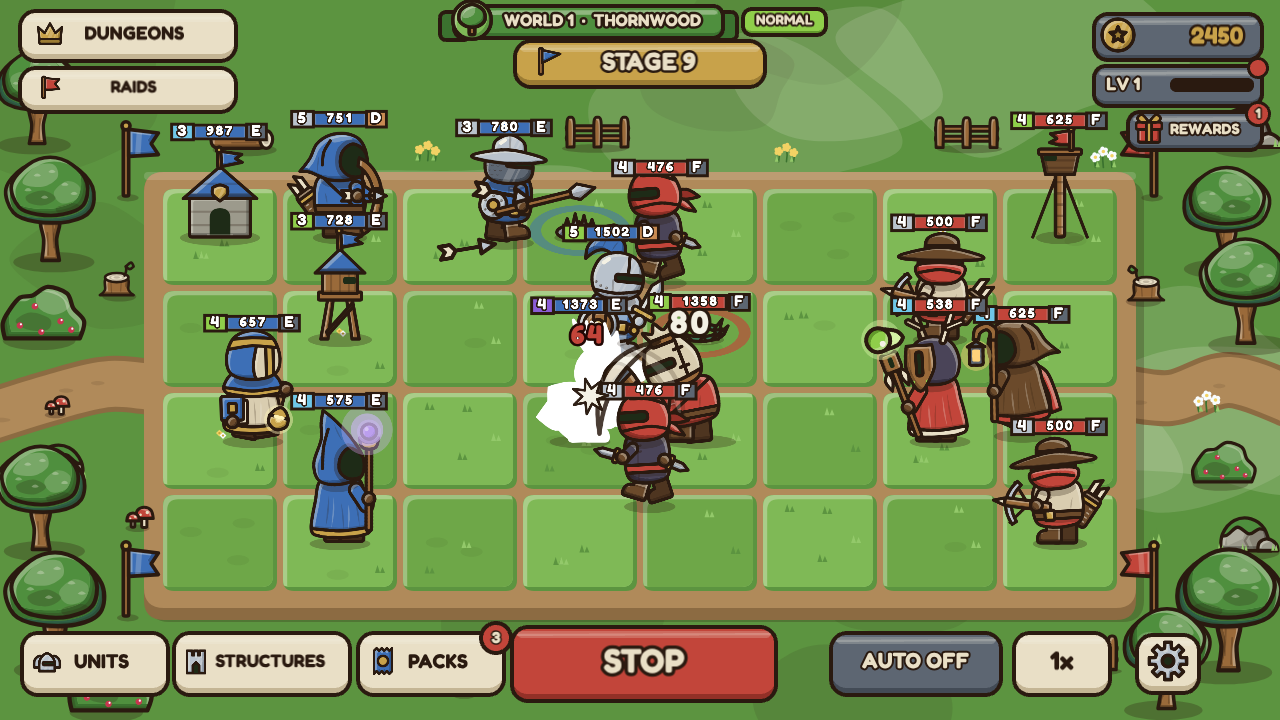 DUNGEONS
RAIDS
WORLD 1 • THORNWOOD
NORMAL
STAGE 9
2450
LV 1
1
REWARDS
3 987 E
5 751 D
3 780 E
4 625 F
4 476 F
3 728 E
5 1502 D
4 500 F
4 1373 E
4 1358 F
4 538 F
625 F
4 657 E
64
80
4 575 E
4 476 F
4 500 F
UNITS
STRUCTURES
PACKS
3
STOP
AUTO OFF
1x